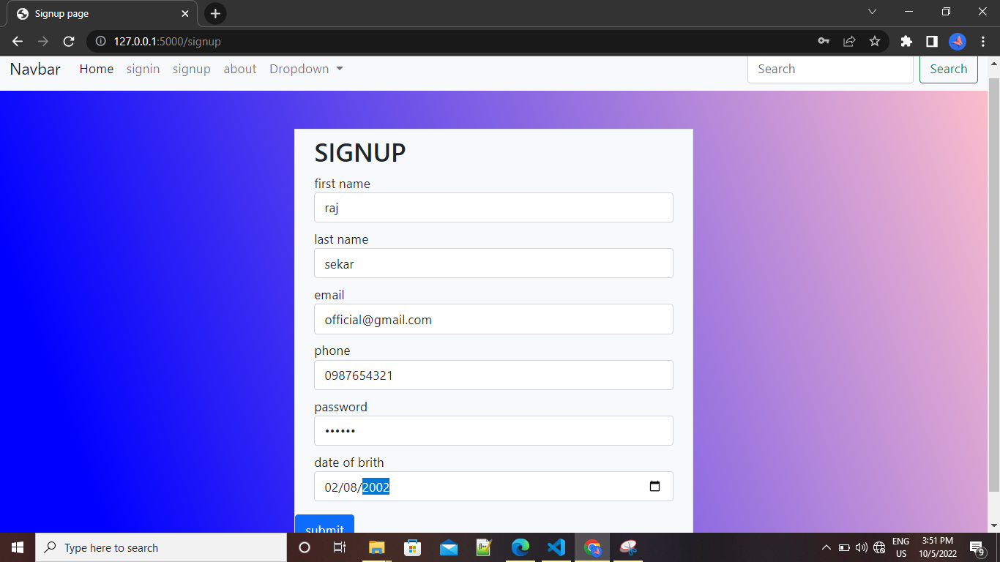 Signup page
127.0.0.1:5000/signup
Navbar Home signin signup about Dropdown Search Search
SIGNUP
first name
raj
last name
sekar
email
official@gmail.com
phone
0987654321
password
••••••
date of brith
02/08/2002
submit
Type here to search
ENG
US
3:51 PM
10/5/2022
9